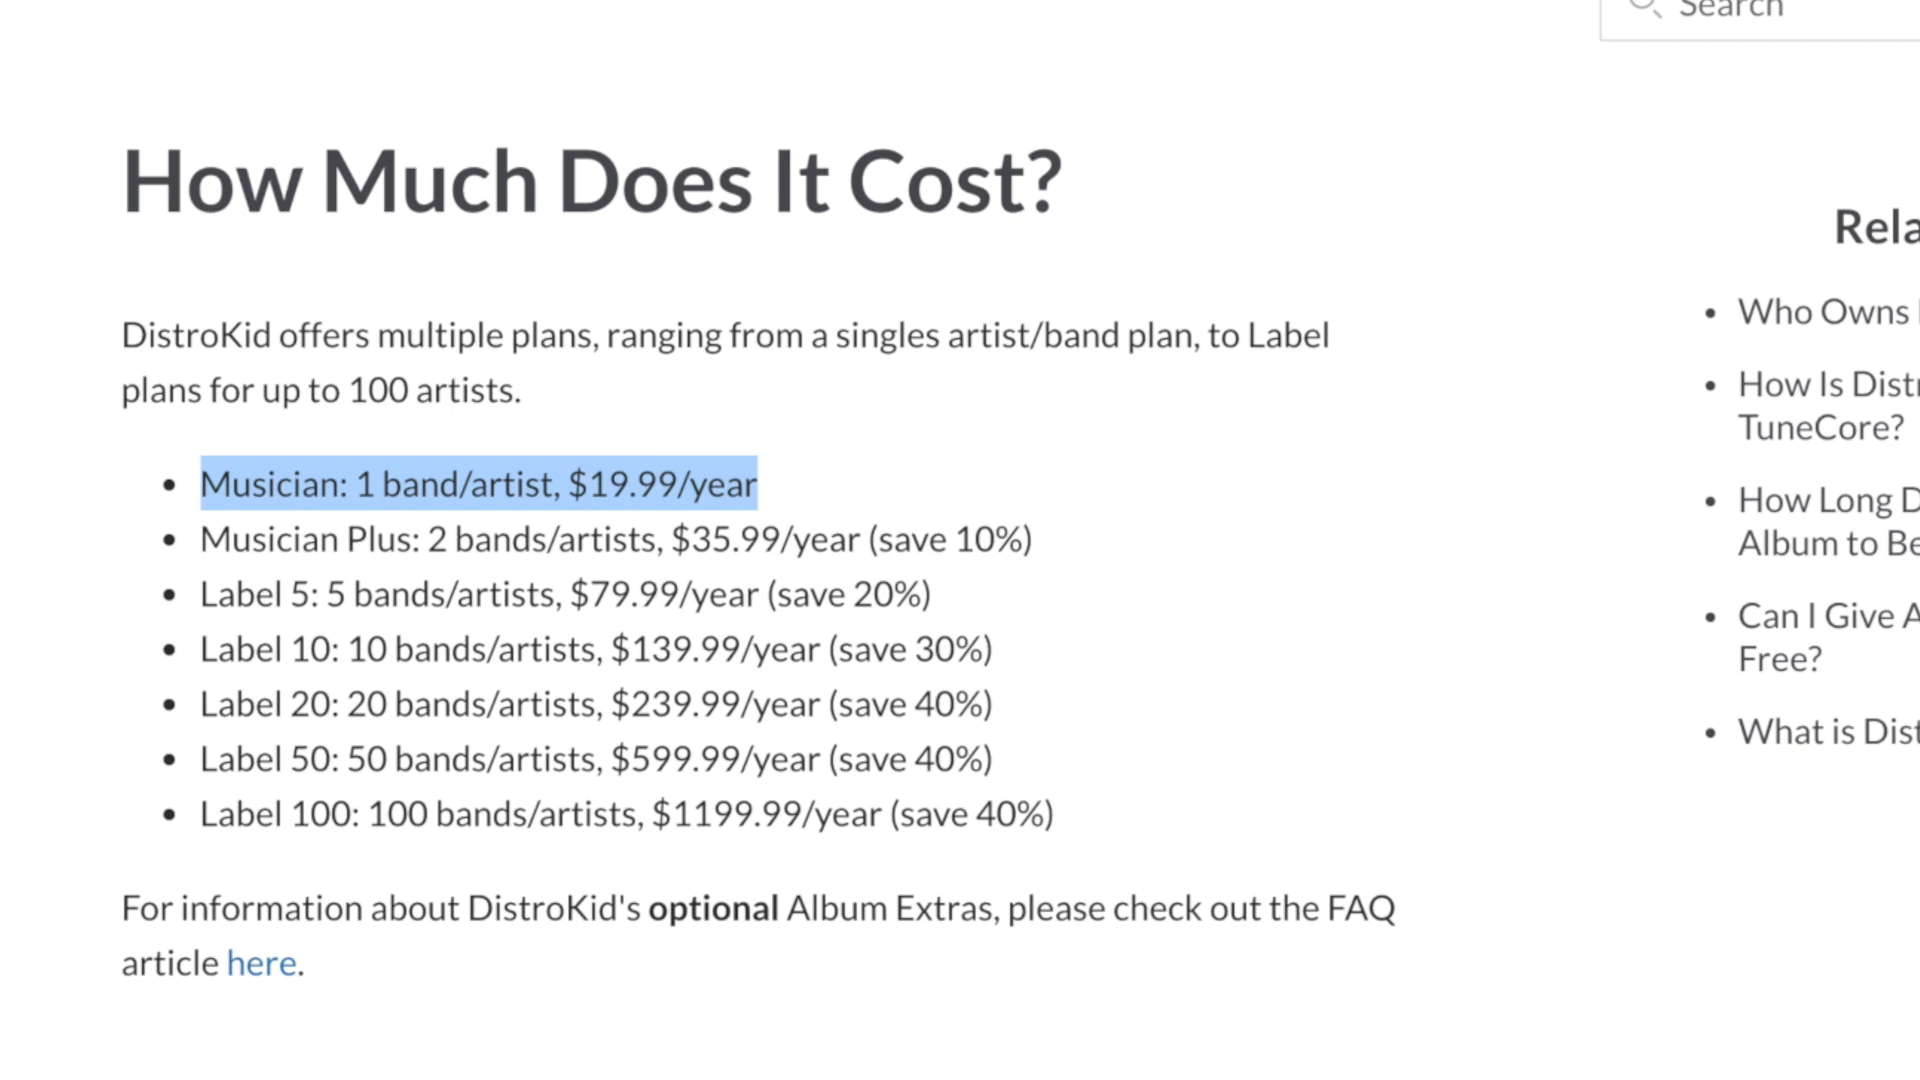 Search
How Much Does It Cost?
DistroKid offers multiple plans, ranging from a singles artist/band plan, to Label
plans for up to 100 artists.
• Musician: 1 band/artist, $19.99/year
• Musician Plus: 2 bands/artists, $35.99/year (save 10%)
• Label 5: 5 bands/artists, $79.99/year (save 20%)
• Label 10: 10 bands/artists, $139.99/year (save 30%)
• Label 20: 20 bands/artists, $239.99/year (save 40%)
• Label 50: 50 bands/artists, $599.99/year (save 40%)
• Label 100: 100 bands/artists, $1199.99/year (save 40%)
For information about DistroKid's optional Album Extras, please check out the FAQ
article here.
Rela
• Who Owns
• How Is Distr
TuneCore?
• How Long D
Album to Be
• Can I Give A
Free?
• What is Dist